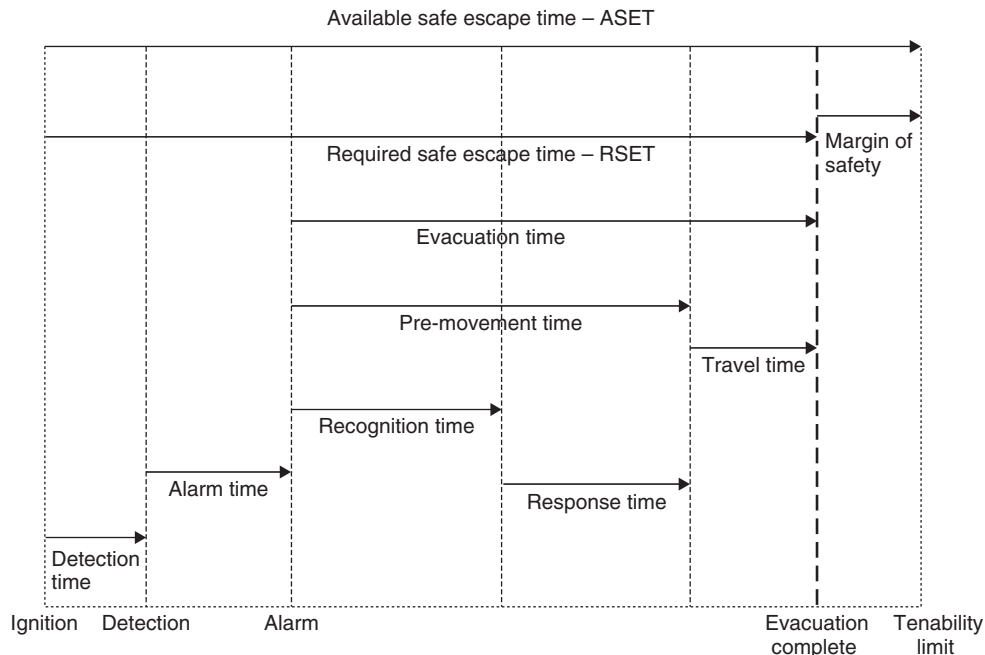 Available safe escape time – ASET
Margin of
safety
Required safe escape time – RSET
Evacuation time
Pre-movement time
Travel time
Recognition time
Alarm time
Response time
Detection
time
Ignition Detection Alarm Evacuation complete Tenability limit